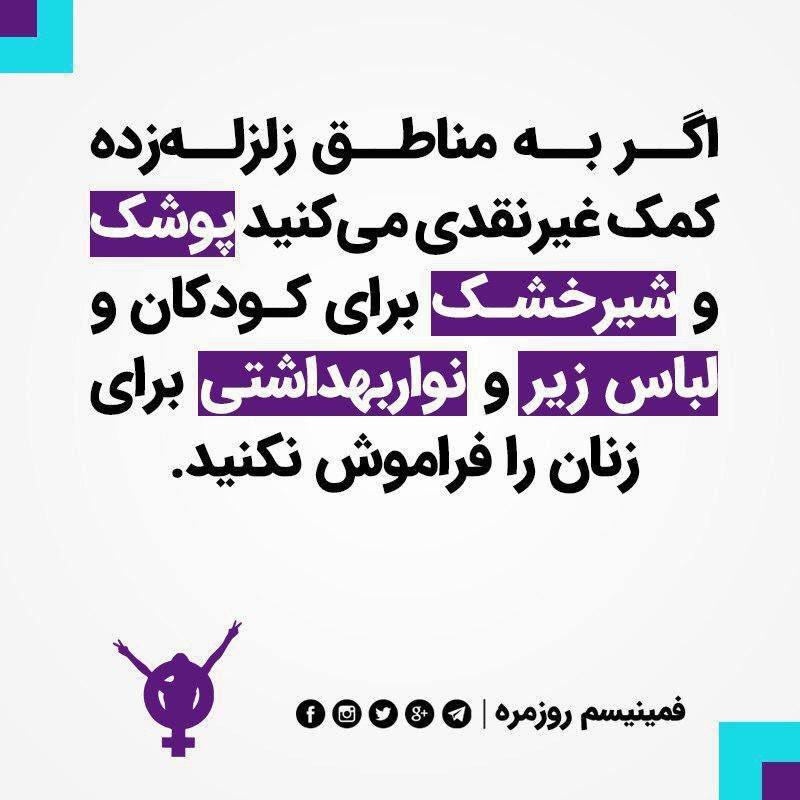 اگر به مناطق زلزله‌زده
کمک غیرنقدی می‌کنید پوشک
و شیرخشک برای کودکان و
لباس زیر و نواربهداشتی برای
زنان را فراموش نکنید.
فمینیسم روزمره |